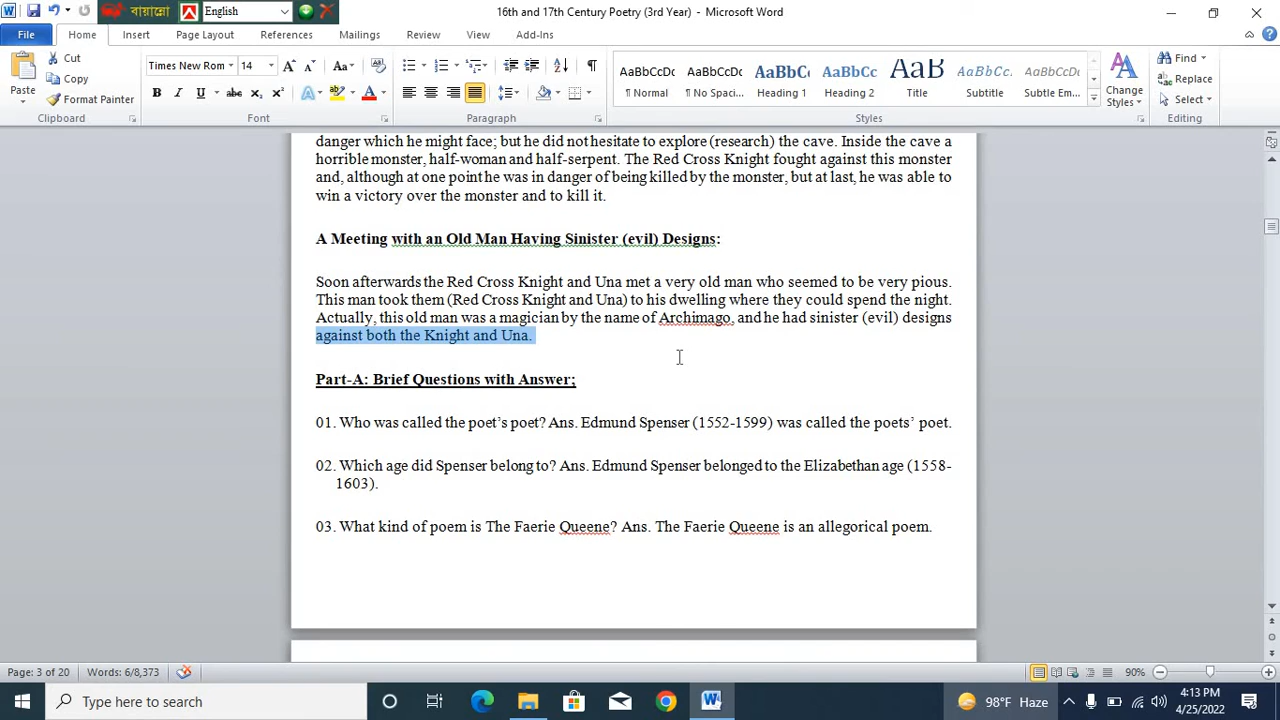 বায়ান্নো English
16th and 17th Century Poetry (3rd Year) - Microsoft Word
File Home Insert Page Layout References Mailings Review View Add-Ins
Cut
Copy
Format Painter
Paste
Clipboard
Times New Rom 14
Font
Paragraph
AaBbCcDc AaBbCcDc AaBbC AaBbCc AaB AaBbCc. AaBbCcDc
¶ Normal ¶ No Spaci... Heading 1 Heading 2 Title Subtitle Subtle Em...
Styles
Change
Styles
Find
Replace
Select
Editing
danger which he might face; but he did not hesitate to explore (research) the cave. Inside the cave a
horrible monster, half-woman and half-serpent. The Red Cross Knight fought against this monster
and, although at one point he was in danger of being killed by the monster, but at last, he was able to
win a victory over the monster and to kill it.
A Meeting with an Old Man Having Sinister (evil) Designs:
Soon afterwards the Red Cross Knight and Una met a very old man who seemed to be very pious.
This man took them (Red Cross Knight and Una) to his dwelling where they could spend the night.
Actually, this old man was a magician by the name of Archimago, and he had sinister (evil) designs
against both the Knight and Una.
Part-A: Brief Questions with Answer;
01. Who was called the poet’s poet? Ans. Edmund Spenser (1552-1599) was called the poets’ poet.
02. Which age did Spenser belong to? Ans. Edmund Spenser belonged to the Elizabethan age (1558-
1603).
03. What kind of poem is The Faerie Queene? Ans. The Faerie Queene is an allegorical poem.
Page: 3 of 20 Words: 6/8,373 90%
Type here to search
98°F Haze
4:13 PM
4/25/2022